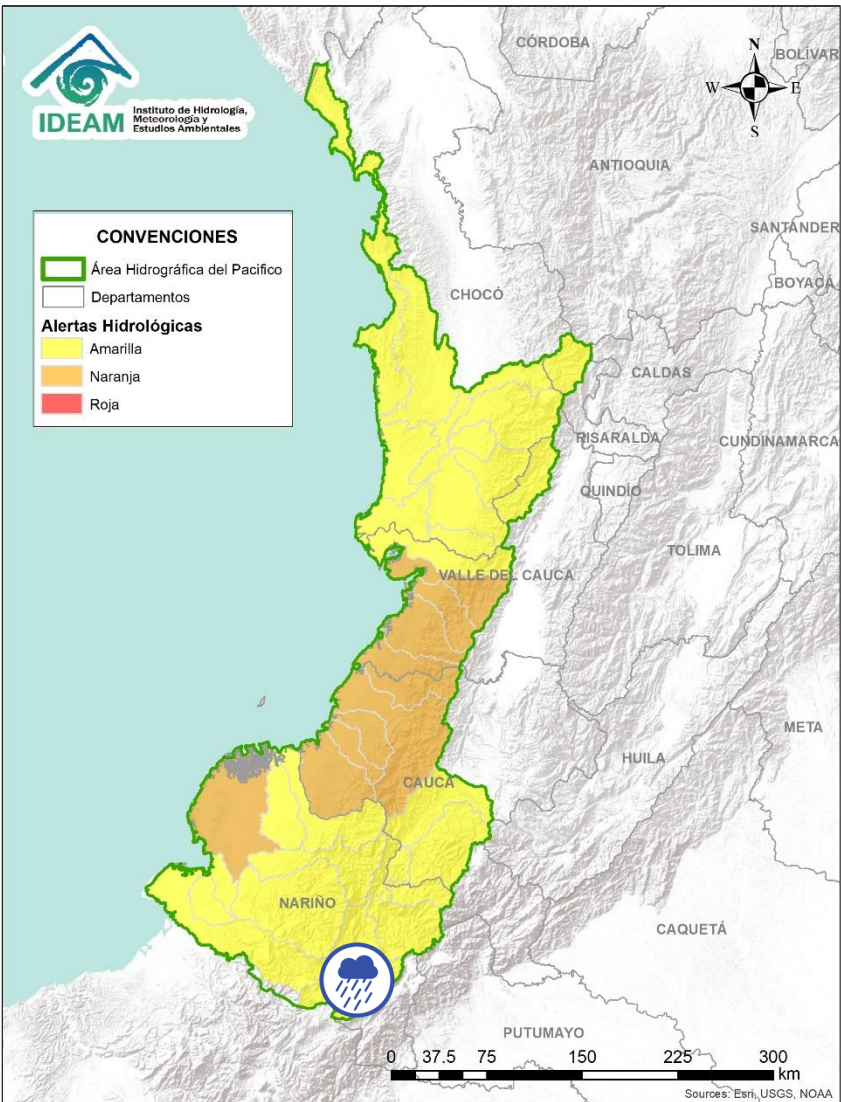 IDEAM
Instituto de Hidrología,
Meteorología y
Estudios Ambientales
N
W
E
S
CÓRDOBA
BOLÍVAR
ANTIOQUIA
SANTANDER
BOYACÁ
CHOCÓ
CONVENCIONES
Área Hidrográfica del Pacifico
Departamentos
Alertas Hidrológicas
Amarilla
Naranja
Roja
CALDAS
RISARALDA
CUNDINAMARCA
QUINDÍO
TOLIMA
VALLE DEL CAUCA
META
HUILA
CAUCA
NARIÑO
CAQUETÁ
PUTUMAYO
0 37.5 75 150 225 300
km
Sources: Esri, USGS, NOAA